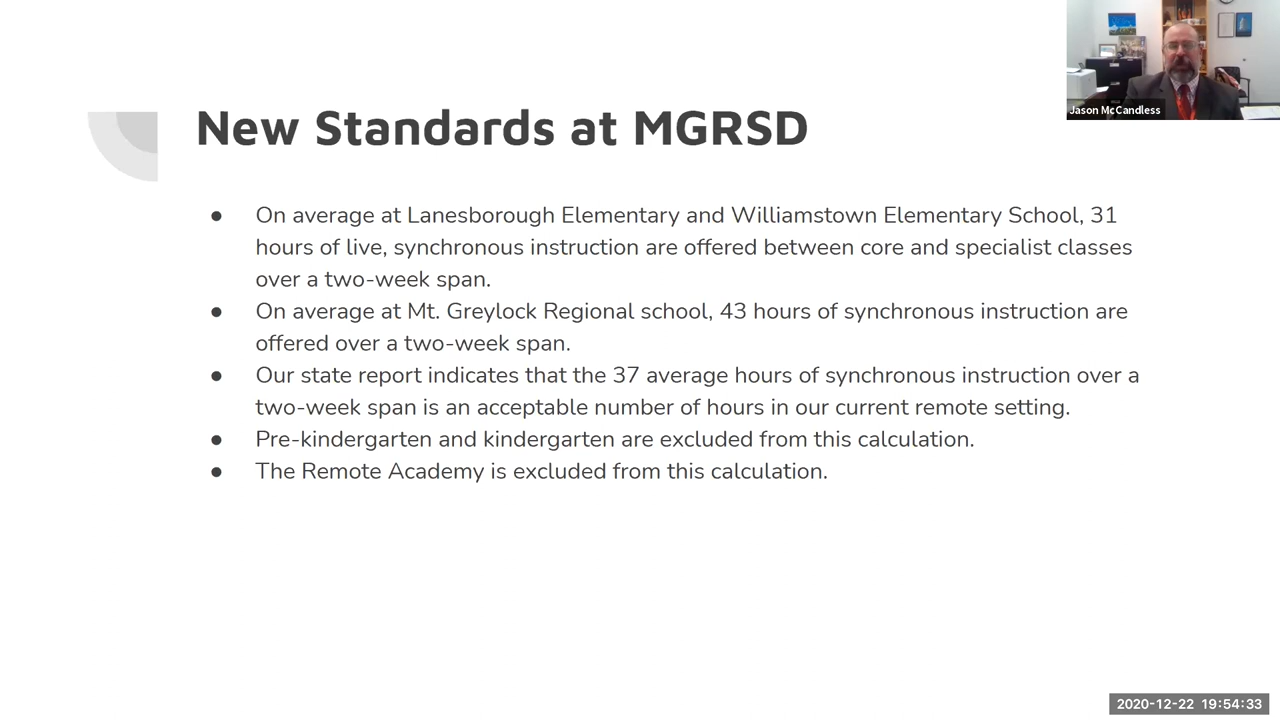 Jason McCandless
New Standards at MGRSD
● On average at Lanesborough Elementary and Williamstown Elementary School, 31
hours of live, synchronous instruction are offered between core and specialist classes
over a two-week span.
● On average at Mt. Greylock Regional school, 43 hours of synchronous instruction are
offered over a two-week span.
● Our state report indicates that the 37 average hours of synchronous instruction over a
two-week span is an acceptable number of hours in our current remote setting.
● Pre-kindergarten and kindergarten are excluded from this calculation.
● The Remote Academy is excluded from this calculation.
2020-12-22 19:54:33